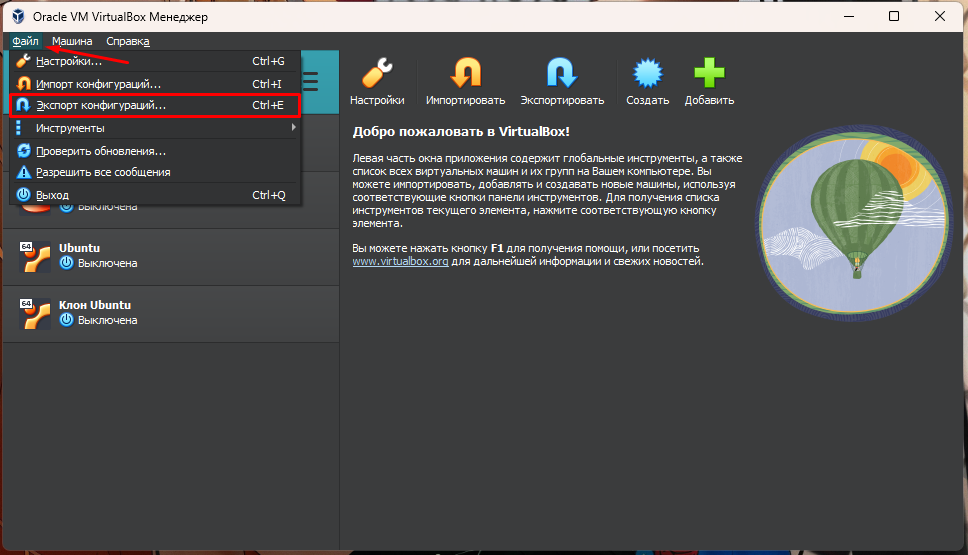 Oracle VM VirtualBox Менеджер
Файл Машина Справка
Настройки... Ctrl+G
Импорт конфигураций... Ctrl+I
Экспорт конфигураций... Ctrl+E
Инструменты
Проверить обновления...
Разрешить все сообщения
Выход Ctrl+Q
Выключена
64
Ubuntu
Выключена
64
Клон Ubuntu
Выключена
Настройки Импортировать Экспортировать Создать Добавить
Добро пожаловать в VirtualBox!
Левая часть окна приложения содержит глобальные инструменты, а также
список всех виртуальных машин и их групп на Вашем компьютере. Вы
можете импортировать, добавлять и создавать новые машины, используя
соответствующие кнопки панели инструментов. Для получения списка
инструментов текущего элемента, нажмите соответствующую кнопку
элемента.
Вы можете нажать кнопку F1 для получения помощи, или посетить
www.virtualbox.org для дальнейшей информации и свежих новостей.